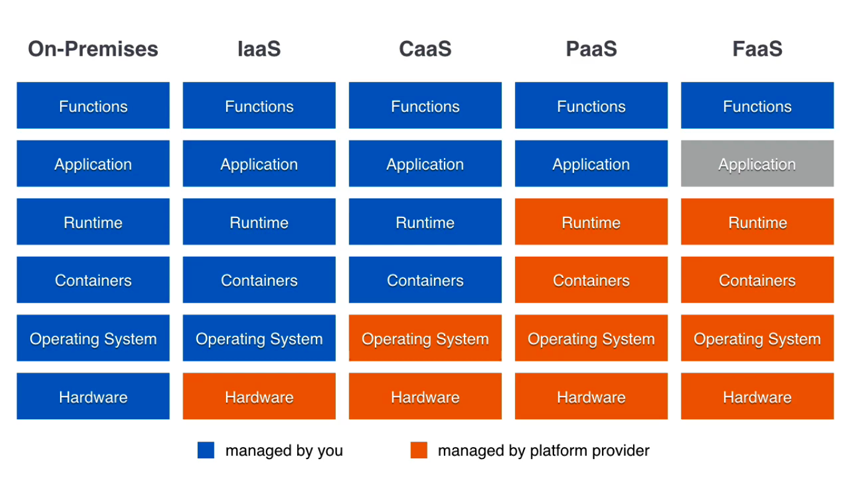 On-Premises IaaS CaaS PaaS FaaS
Functions Functions Functions Functions Functions
Application Application Application Application Application
Runtime Runtime Runtime Runtime Runtime
Containers Containers Containers Containers Containers
Operating System Operating System Operating System Operating System Operating System
Hardware Hardware Hardware Hardware Hardware
managed by you managed by platform provider